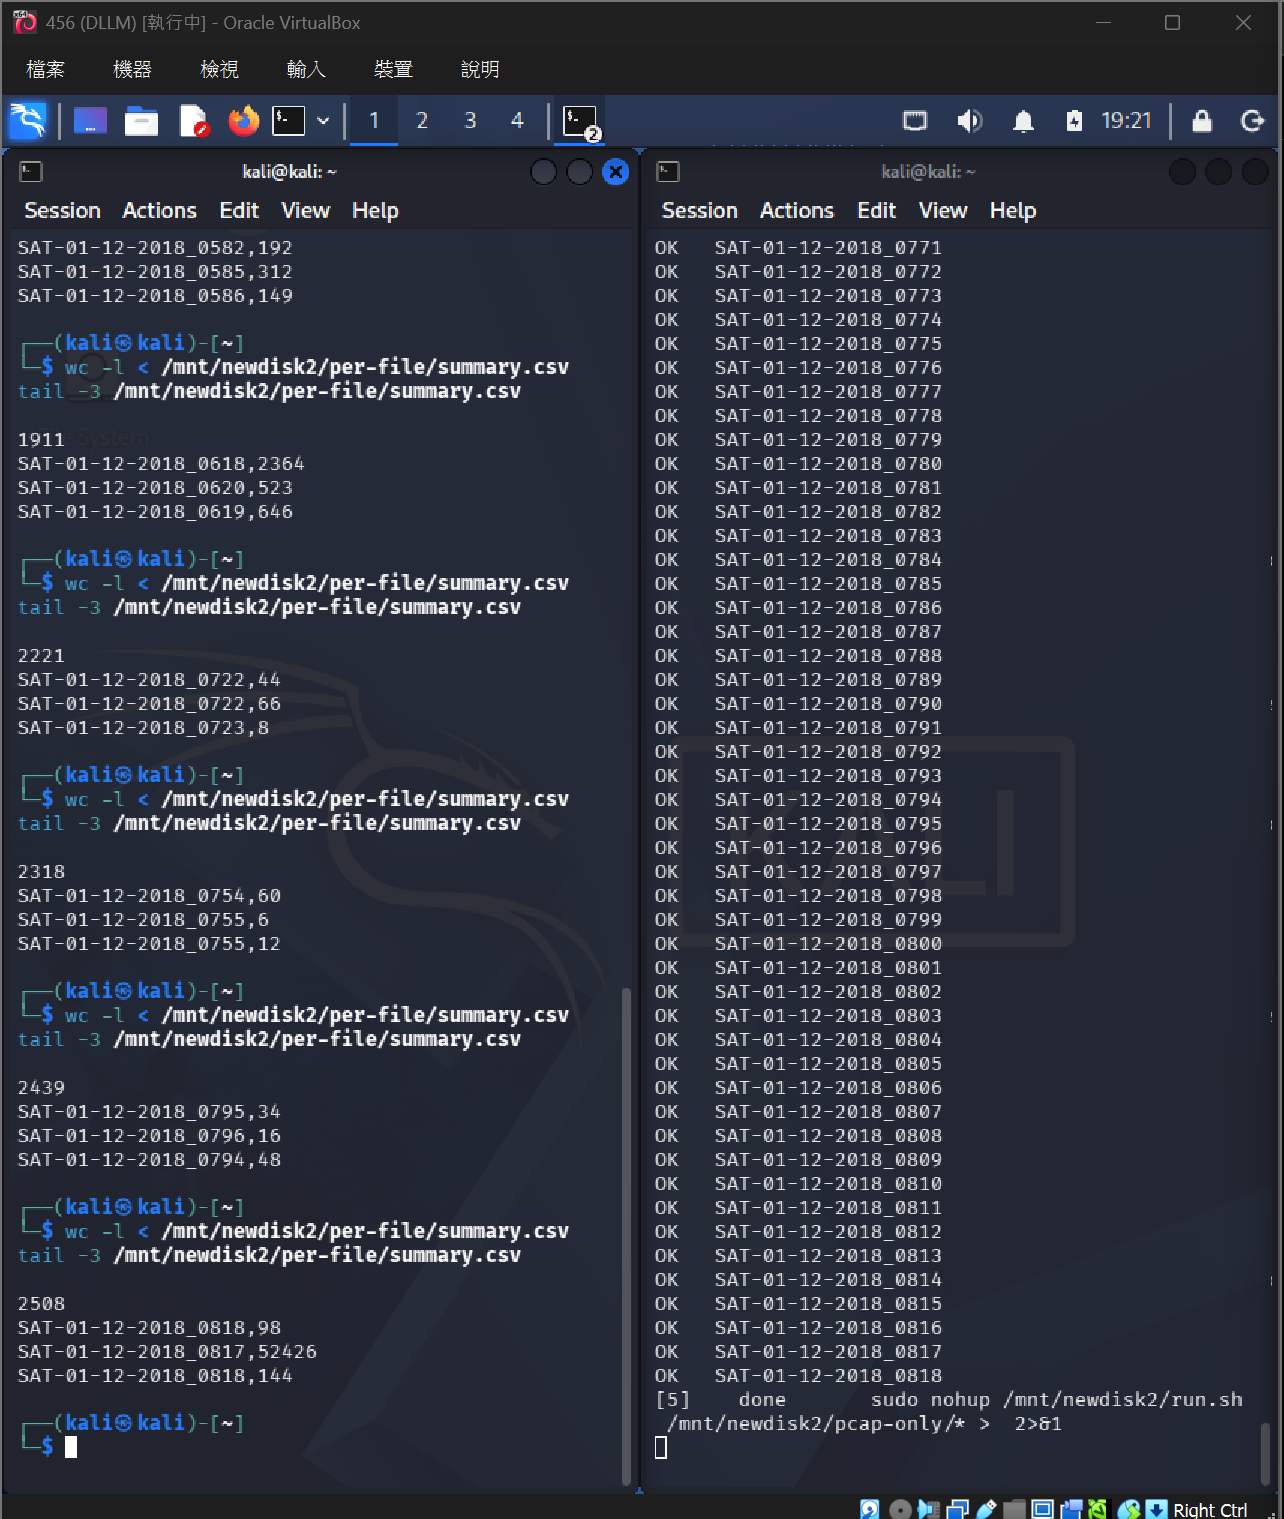 456 (DLLM) [執行中] - Oracle VirtualBox
檔案 機器 檢視 輸入 裝置 說明
1 2 3 4 2 19:21
kali@kali: ~
Session Actions Edit View Help
SAT-01-12-2018_0582,192
SAT-01-12-2018_0585,312
SAT-01-12-2018_0586,149
┌──(kali㉿kali)-[~]
└─$ wc -l < /mnt/newdisk2/per-file/summary.csv
tail -3 /mnt/newdisk2/per-file/summary.csv
1911
SAT-01-12-2018_0618,2364
SAT-01-12-2018_0620,523
SAT-01-12-2018_0619,646
┌──(kali㉿kali)-[~]
└─$ wc -l < /mnt/newdisk2/per-file/summary.csv
tail -3 /mnt/newdisk2/per-file/summary.csv
2221
SAT-01-12-2018_0722,44
SAT-01-12-2018_0722,66
SAT-01-12-2018_0723,8
┌──(kali㉿kali)-[~]
└─$ wc -l < /mnt/newdisk2/per-file/summary.csv
tail -3 /mnt/newdisk2/per-file/summary.csv
2318
SAT-01-12-2018_0754,60
SAT-01-12-2018_0755,6
SAT-01-12-2018_0755,12
┌──(kali㉿kali)-[~]
└─$ wc -l < /mnt/newdisk2/per-file/summary.csv
tail -3 /mnt/newdisk2/per-file/summary.csv
2439
SAT-01-12-2018_0795,34
SAT-01-12-2018_0796,16
SAT-01-12-2018_0794,48
┌──(kali㉿kali)-[~]
└─$ wc -l < /mnt/newdisk2/per-file/summary.csv
tail -3 /mnt/newdisk2/per-file/summary.csv
2508
SAT-01-12-2018_0818,98
SAT-01-12-2018_0817,52426
SAT-01-12-2018_0818,144
┌──(kali㉿kali)-[~]
└─$
System
kali@kali: ~
Session Actions Edit View Help
OK SAT-01-12-2018_0771
OK SAT-01-12-2018_0772
OK SAT-01-12-2018_0773
OK SAT-01-12-2018_0774
OK SAT-01-12-2018_0775
OK SAT-01-12-2018_0776
OK SAT-01-12-2018_0777
OK SAT-01-12-2018_0778
OK SAT-01-12-2018_0779
OK SAT-01-12-2018_0780
OK SAT-01-12-2018_0781
OK SAT-01-12-2018_0782
OK SAT-01-12-2018_0783
OK SAT-01-12-2018_0784
OK SAT-01-12-2018_0785
OK SAT-01-12-2018_0786
OK SAT-01-12-2018_0787
OK SAT-01-12-2018_0788
OK SAT-01-12-2018_0789
OK SAT-01-12-2018_0790
OK SAT-01-12-2018_0791
OK SAT-01-12-2018_0792
OK SAT-01-12-2018_0793
OK SAT-01-12-2018_0794
OK SAT-01-12-2018_0795
OK SAT-01-12-2018_0796
OK SAT-01-12-2018_0797
OK SAT-01-12-2018_0798
OK SAT-01-12-2018_0799
OK SAT-01-12-2018_0800
OK SAT-01-12-2018_0801
OK SAT-01-12-2018_0802
OK SAT-01-12-2018_0803
OK SAT-01-12-2018_0804
OK SAT-01-12-2018_0805
OK SAT-01-12-2018_0806
OK SAT-01-12-2018_0807
OK SAT-01-12-2018_0808
OK SAT-01-12-2018_0809
OK SAT-01-12-2018_0810
OK SAT-01-12-2018_0811
OK SAT-01-12-2018_0812
OK SAT-01-12-2018_0813
OK SAT-01-12-2018_0814
OK SAT-01-12-2018_0815
OK SAT-01-12-2018_0816
OK SAT-01-12-2018_0817
OK SAT-01-12-2018_0818
[5] done sudo nohup /mnt/newdisk2/run.sh
/mnt/newdisk2/pcap-only/* > 2>&1
KALI
Right Ctrl